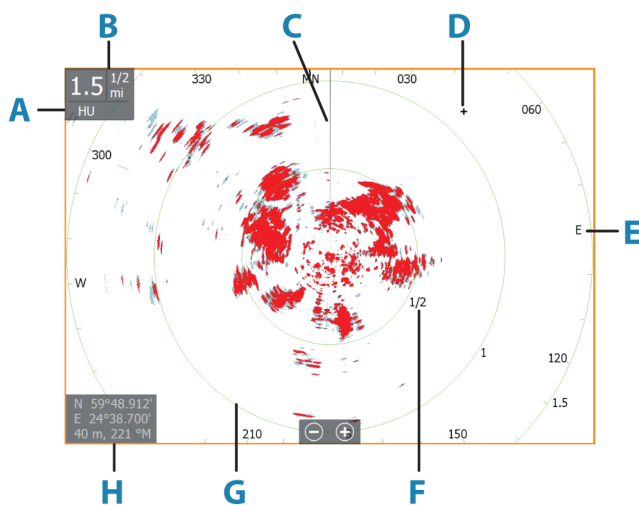 B C D
1.5 1/2 mi
HU
A
330 MN 030
060
300
E E
W
1/2
1
120
1.5
N 59°48.912'
E 24°38.700'
40 m, 221 °M
210 150
H G F